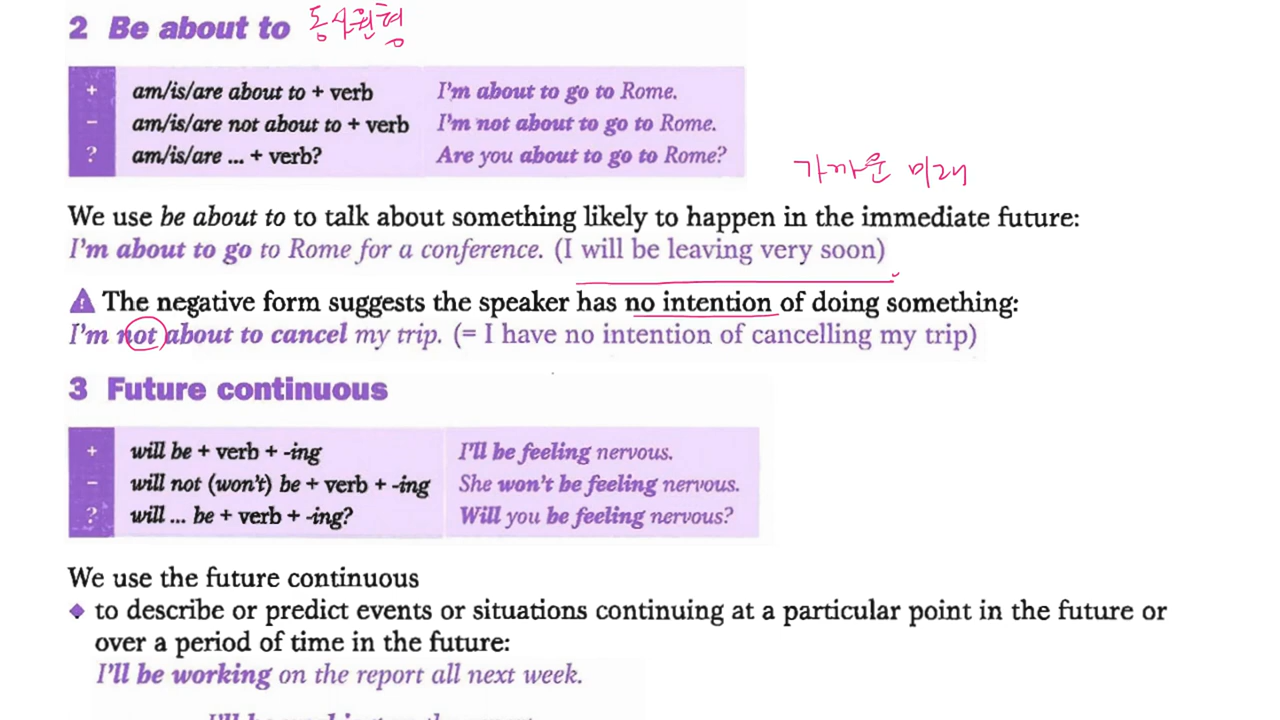 2 Be about to 동사원형
+ am/is/are about to + verb I'm about to go to Rome.
− am/is/are not about to + verb I'm not about to go to Rome.
? am/is/are ... + verb? Are you about to go to Rome?
가까운 미래
We use be about to to talk about something likely to happen in the immediate future:
I'm about to go to Rome for a conference. (I will be leaving very soon)
! The negative form suggests the speaker has no intention of doing something:
I'm not about to cancel my trip. (= I have no intention of cancelling my trip)
3 Future continuous
+ will be + verb + -ing I'll be feeling nervous.
− will not (won't) be + verb + -ing She won't be feeling nervous.
? will ... be + verb + -ing? Will you be feeling nervous?
We use the future continuous
◆ to describe or predict events or situations continuing at a particular point in the future or
over a period of time in the future:
I'll be working on the report all next week.